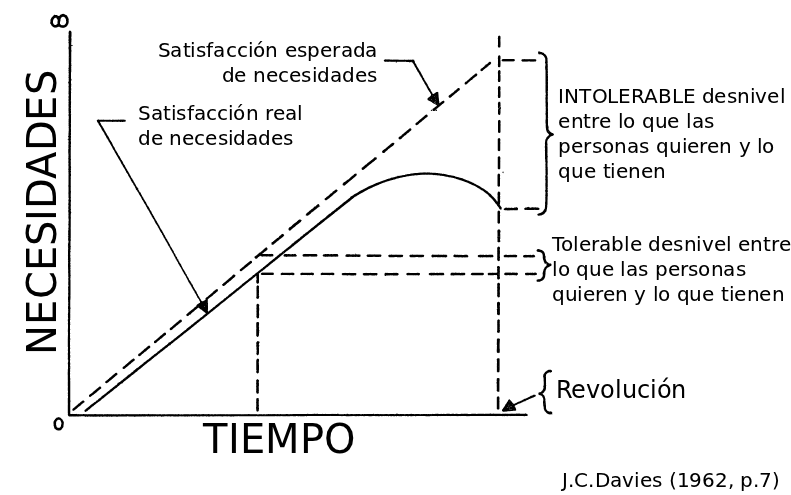 ∞
NECESIDADES
0
TIEMPO
Satisfacción esperada
de necesidades
Satisfacción real
de necesidades
INTOLERABLE desnivel
entre lo que las
personas quieren y lo
que tienen
Tolerable desnivel entre
lo que las personas
quieren y lo que tienen
Revolución
J.C.Davies (1962, p.7)